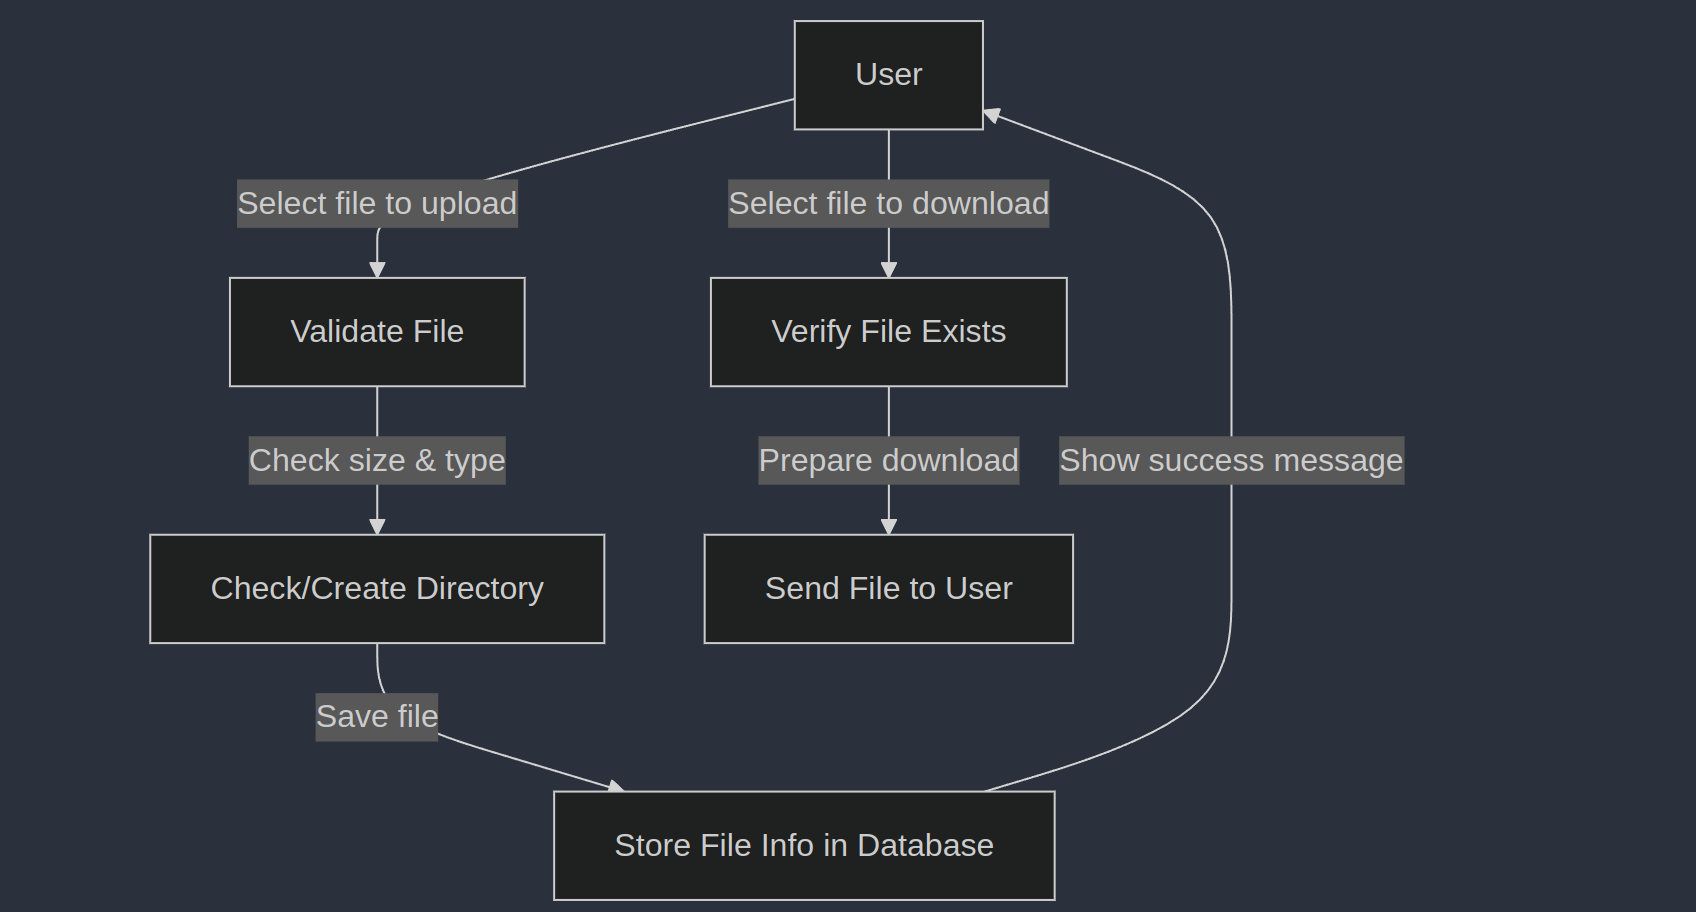 User
Select file to upload
Select file to download
Validate File
Verify File Exists
Check size & type
Prepare download
Show success message
Check/Create Directory
Send File to User
Save file
Store File Info in Database